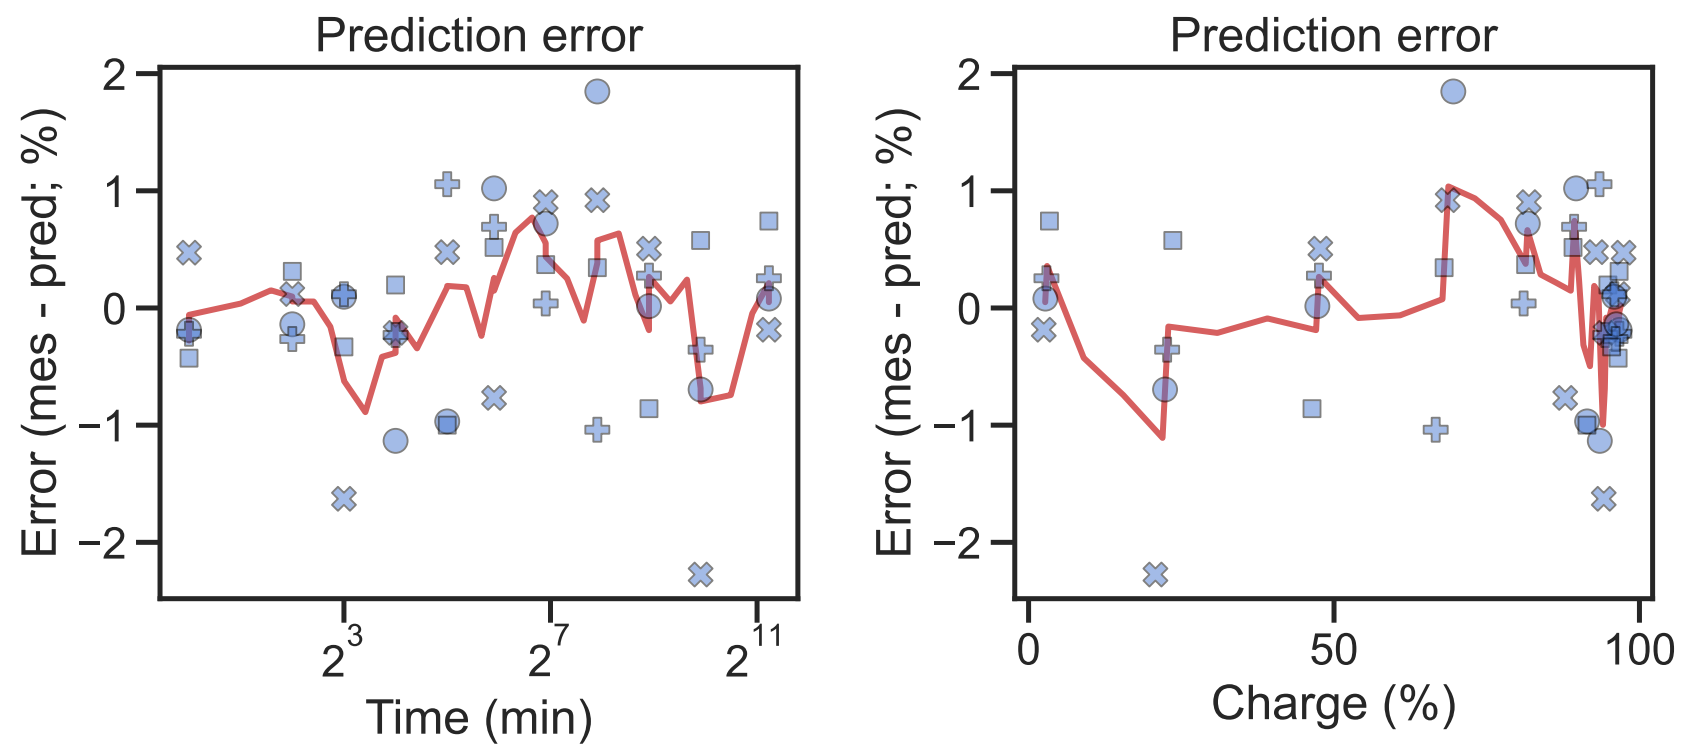 Prediction error
2
1
0
−1
−2
Error (mes - pred; %)
2^3
2^7
2^11
Time (min)
Prediction error
2
1
0
−1
−2
Error (mes - pred; %)
0
50
100
Charge (%)